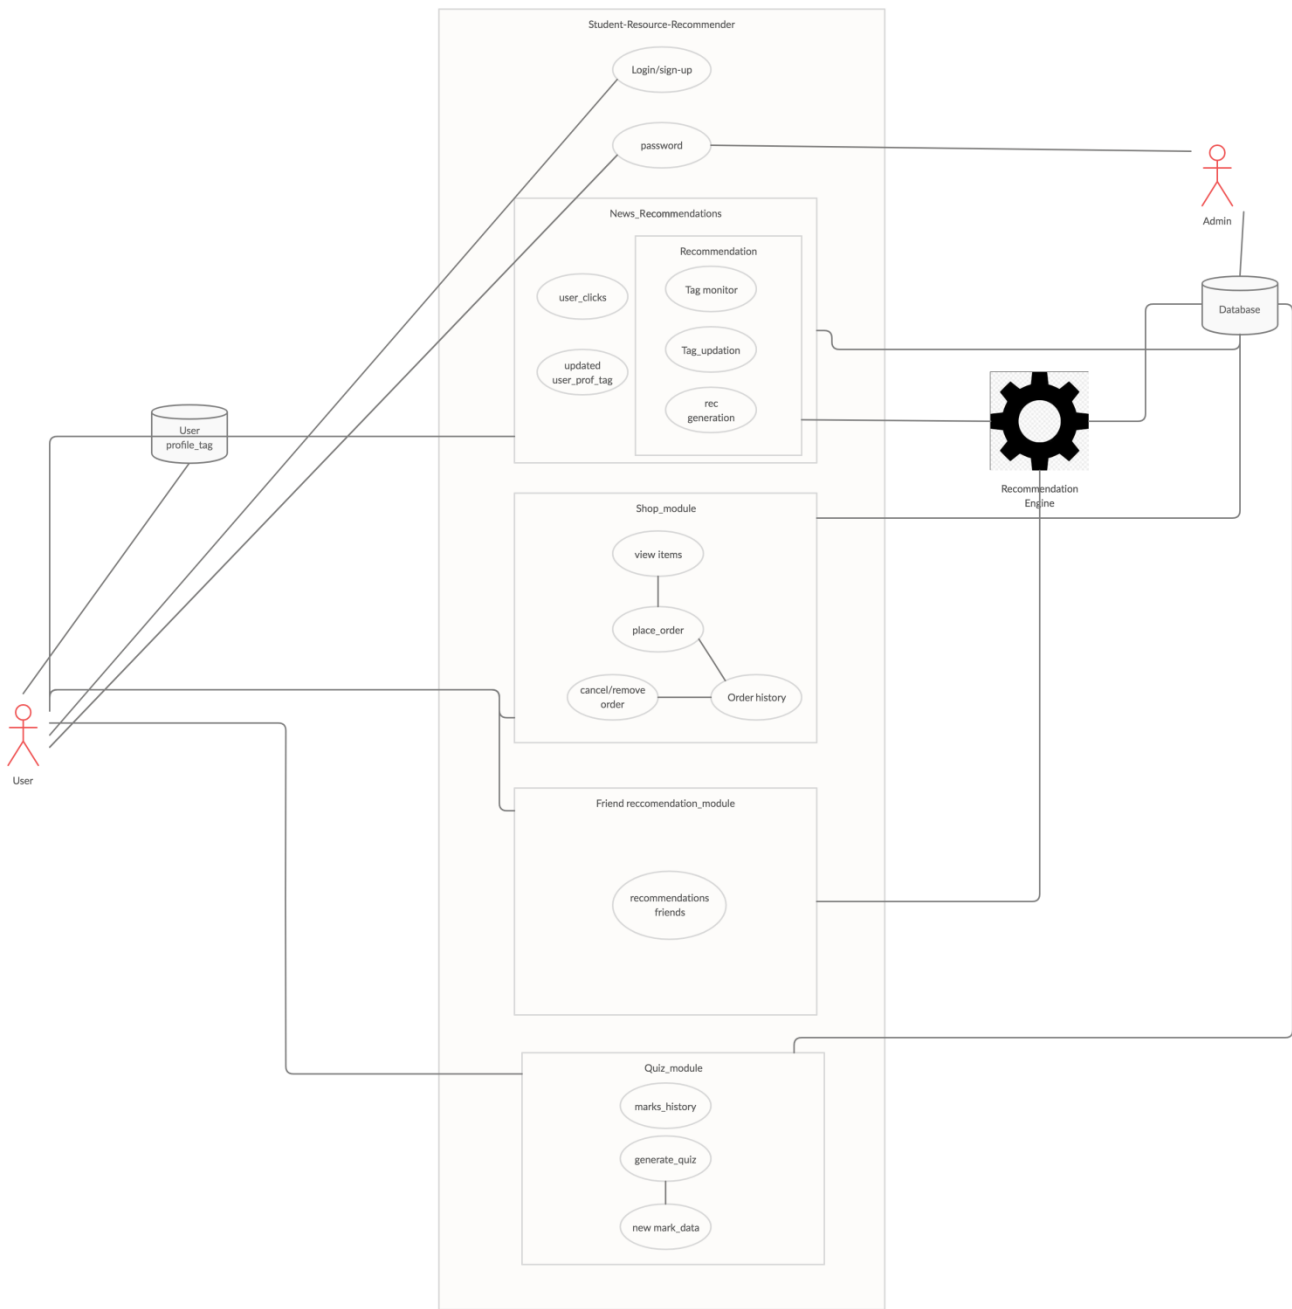 Student-Resource-Recommender
Login/sign-up
password
Admin
News_Recommendations
Recommendation
Tag monitor
user_clicks
Database
Tag_updation
updated
user_prof_tag
rec
generation
User
profile_tag
Recommendation
Engine
Shop_module
view items
place_order
cancel/remove
order
Order history
User
Friend reccomendation_module
recommendations
friends
Quiz_module
marks_history
generate_quiz
new mark_data